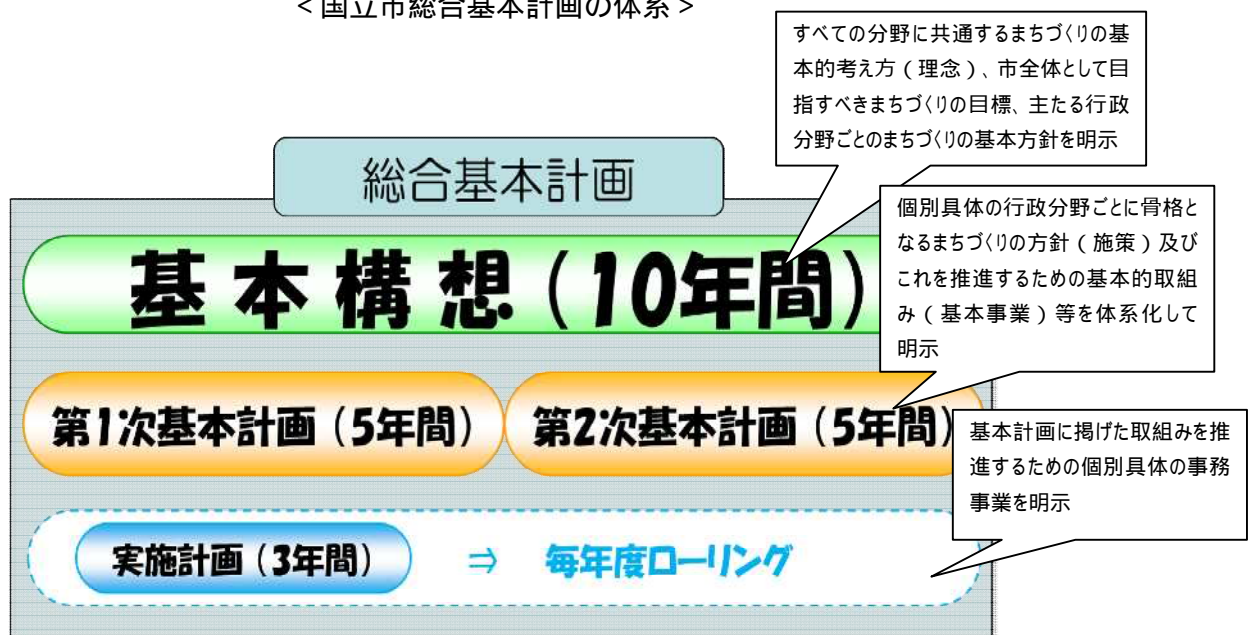 <国立市総合基本計画の体系>
すべての分野に共通するまちづくりの基
本的考え方(理念)、市全体として目
指すべきまちづくりの目標、主たる行政
分野ごとのまちづくりの基本方針を明示
総合基本計画
基本構想(10年間)
個別具体の行政分野ごとに骨格と
なるまちづくりの方針(施策)及び
これを推進するための基本的取組
み(基本事業)等を体系化して
明示
第1次基本計画(5年間)
第2次基本計画(5年間)
基本計画に掲げた取組みを推
進するための個別具体の事務
事業を明示
実施計画(3年間) ⇒ 毎年度ローリング